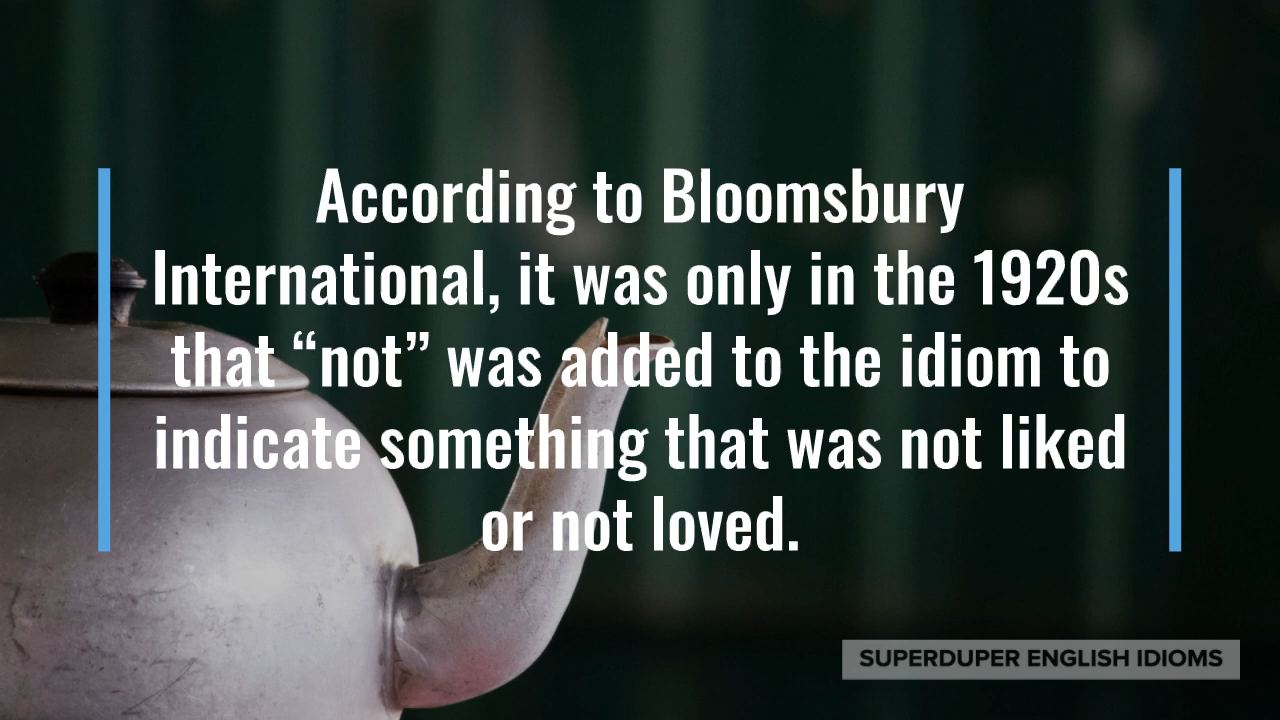 According to Bloomsbury
International, it was only in the 1920s
that “not” was added to the idiom to
indicate something that was not liked
or not loved.
SUPERDUPER ENGLISH IDIOMS